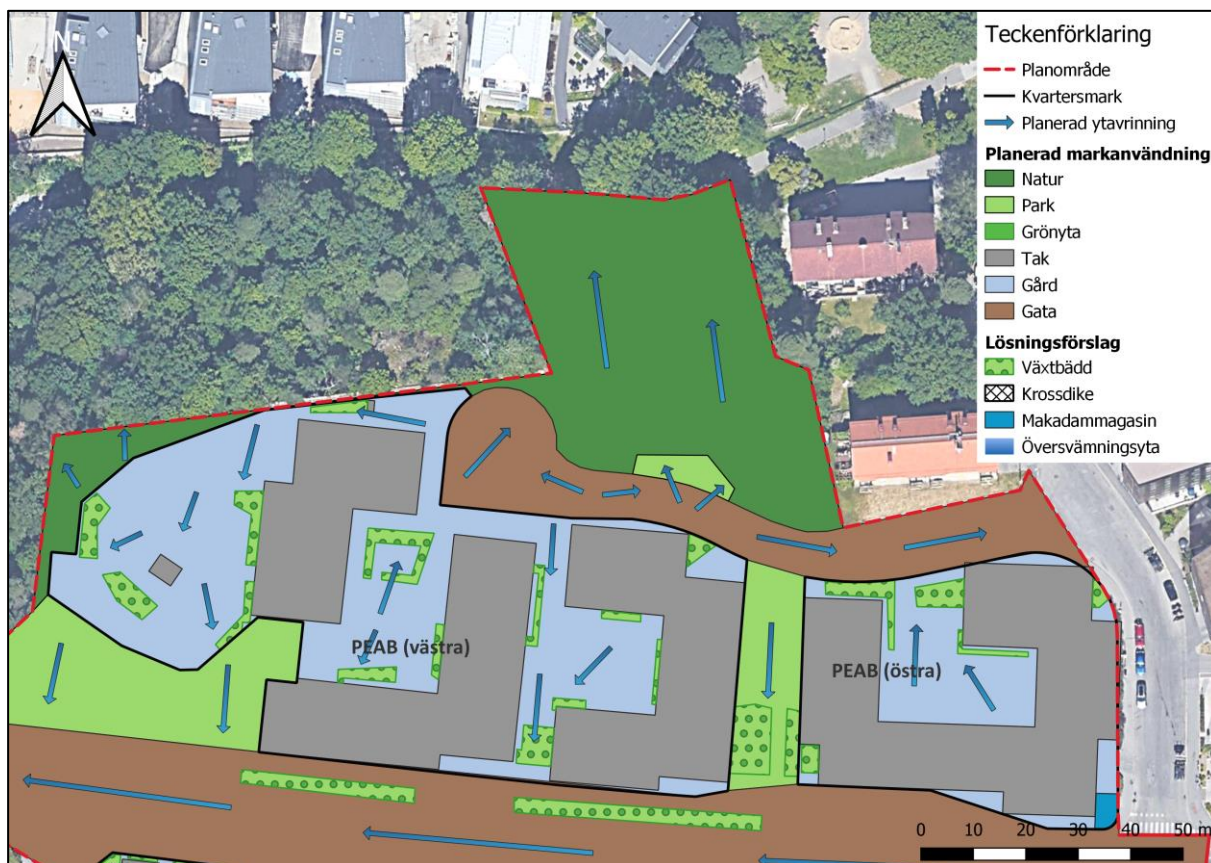 N
Teckenförklaring
Planområde
Kvartersmark
Planerad ytavrinning
Planerad markanvändning
Natur
Park
Grönyta
Tak
Gård
Gata
Lösningsförslag
Växtbädd
Krossdike
Makadammagasin
Översvämningsyta
PEAB (västra)
PEAB (östra)
0 10 20 30 40 50 m